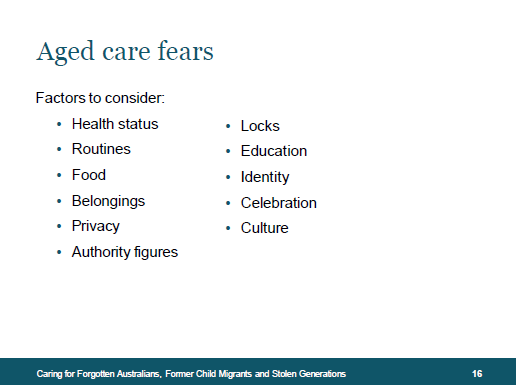 Aged care fears
Factors to consider:
• Health status
• Routines
• Food
• Belongings
• Privacy
• Authority figures
• Locks
• Education
• Identity
• Celebration
• Culture
Caring for Forgotten Australians, Former Child Migrants and Stolen Generations
16